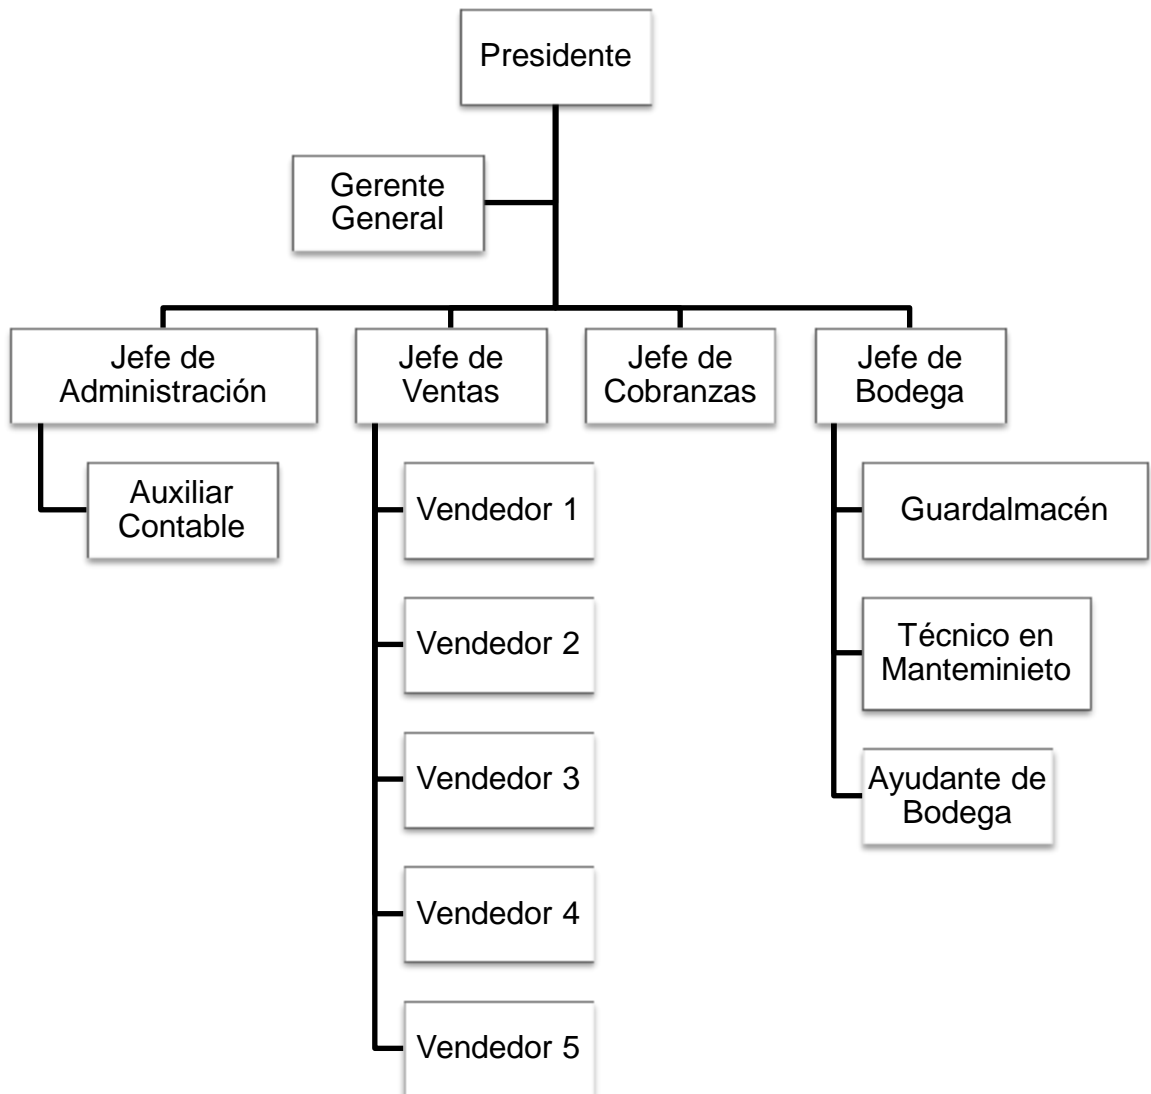 Presidente
Gerente
General
Jefe de
Administración
Jefe de
Ventas
Jefe de
Cobranzas
Jefe de
Bodega
Auxiliar
Contable
Vendedor 1
Guardalmacén
Vendedor 2
Técnico en
Manteminieto
Vendedor 3
Ayudante de
Bodega
Vendedor 4
Vendedor 5